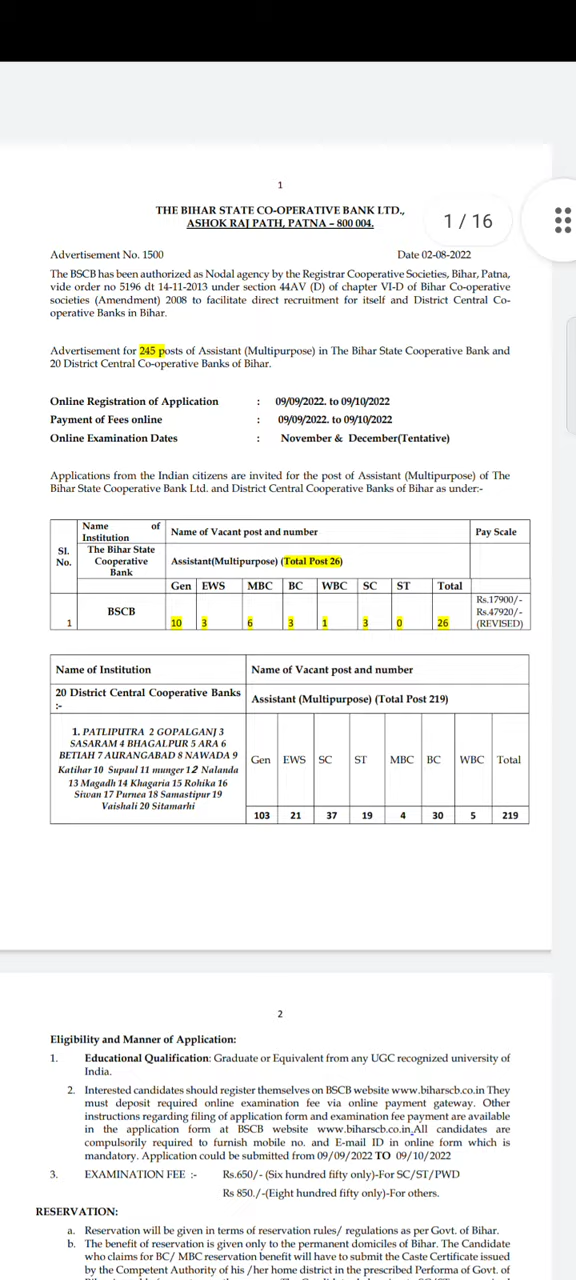 1
THE BIHAR STATE CO-OPERATIVE BANK LTD.,
1 / 16
ASHOK RAJ PATH, PATNA – 800 004.
Advertisement No. 1500 Date 02-08-2022
The BSCB has been authorized as Nodal agency by the Registrar Cooperative Societies, Bihar, Patna,
vide order no 5196 dt 14-11-2013 under section 44AV (D) of chapter VI-D of Bihar Co-operative
societies (Amendment) 2008 to facilitate direct recruitment for itself and District Central Co-
operative Banks in Bihar.
Advertisement for 245 posts of Assistant (Multipurpose) in The Bihar State Cooperative Bank and
20 District Central Co-operative Banks of Bihar.
Online Registration of Application : 09/09/2022. to 09/10/2022
Payment of Fees online : 09/09/2022. to 09/10/2022
Online Examination Dates : November & December(Tentative)
Applications from the Indian citizens are invited for the post of Assistant (Multipurpose) of The
Bihar State Cooperative Bank Ltd. and District Central Cooperative Banks of Bihar as under:-
Sl. No.
Name of Institution
Name of Vacant post and number
Pay Scale
The Bihar State
Cooperative
Bank
Assistant(Multipurpose) (Total Post 26)
Gen EWS MBC BC WBC SC ST Total
1 BSCB 10 3 6 3 1 3 0 26
Rs.17900/-
Rs.47920/-
(REVISED)
Name of Institution Name of Vacant post and number
20 District Central Cooperative Banks
:-
Assistant (Multipurpose) (Total Post 219)
1. PATLIPUTRA 2 GOPALGANJ 3
SASARAM 4 BHAGALPUR 5 ARA 6
BETIAH 7 AURANGABAD 8 NAWADA 9
Katihar 10 Supaul 11 munger 12 Nalanda
13 Magadh 14 Khagaria 15 Rohika 16
Siwan 17 Purnea 18 Samastipur 19
Vaishali 20 Sitamarhi
Gen EWS SC ST MBC BC WBC Total
103 21 37 19 4 30 5 219
2
Eligibility and Manner of Application:
1. Educational Qualification: Graduate or Equivalent from any UGC recognized university of
India.
2. Interested candidates should register themselves on BSCB website www.biharscb.co.in They
must deposit required online examination fee via online payment gateway. Other
instructions regarding filing of application form and examination fee payment are available
in the application form at BSCB website www.biharscb.co.in.All candidates are
compulsorily required to furnish mobile no. and E-mail ID in online form which is
mandatory. Application could be submitted from 09/09/2022 TO 09/10/2022
3. EXAMINATION FEE :- Rs.650/- (Six hundred fifty only)-For SC/ST/PWD
Rs 850./-(Eight hundred fifty only)-For others.
RESERVATION:
a. Reservation will be given in terms of reservation rules/ regulations as per Govt. of Bihar.
b. The benefit of reservation is given only to the permanent domiciles of Bihar. The Candidate
who claims for BC/ MBC reservation benefit will have to submit the Caste Certificate issued
by the Competent Authority of his /her home district in the prescribed Performa of Govt. of